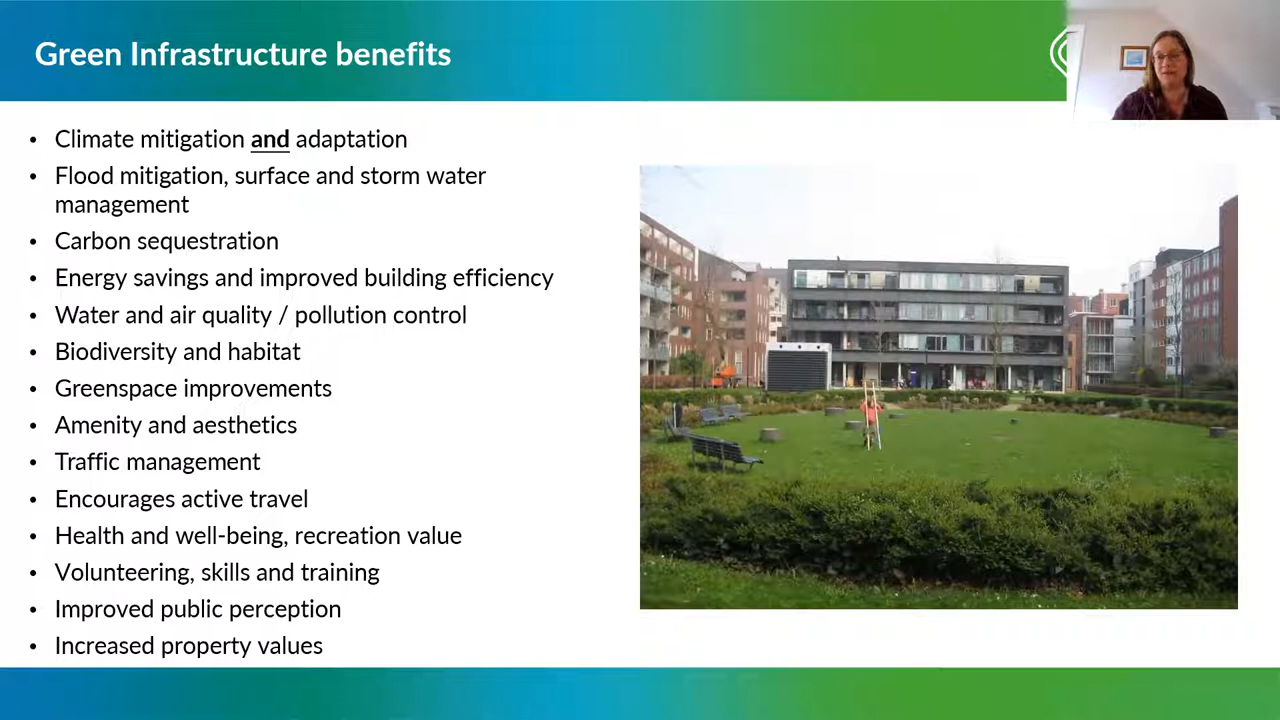 Green Infrastructure benefits
• Climate mitigation and adaptation
• Flood mitigation, surface and storm water
management
• Carbon sequestration
• Energy savings and improved building efficiency
• Water and air quality / pollution control
• Biodiversity and habitat
• Greenspace improvements
• Amenity and aesthetics
• Traffic management
• Encourages active travel
• Health and well-being, recreation value
• Volunteering, skills and training
• Improved public perception
• Increased property values